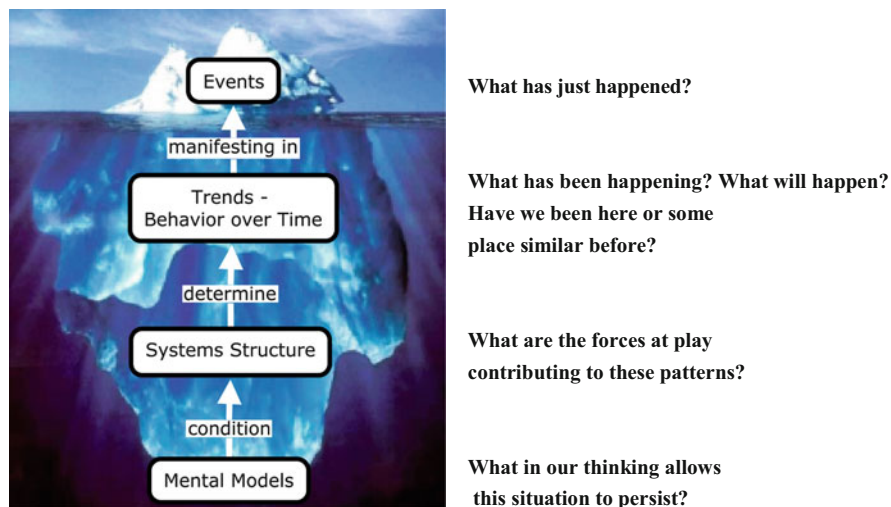 Events
What has just happened?
manifesting in
Trends -
Behavior over Time
What has been happening? What will happen?
Have we been here or some
place similar before?
determine
Systems Structure
What are the forces at play
contributing to these patterns?
condition
Mental Models
What in our thinking allows
this situation to persist?